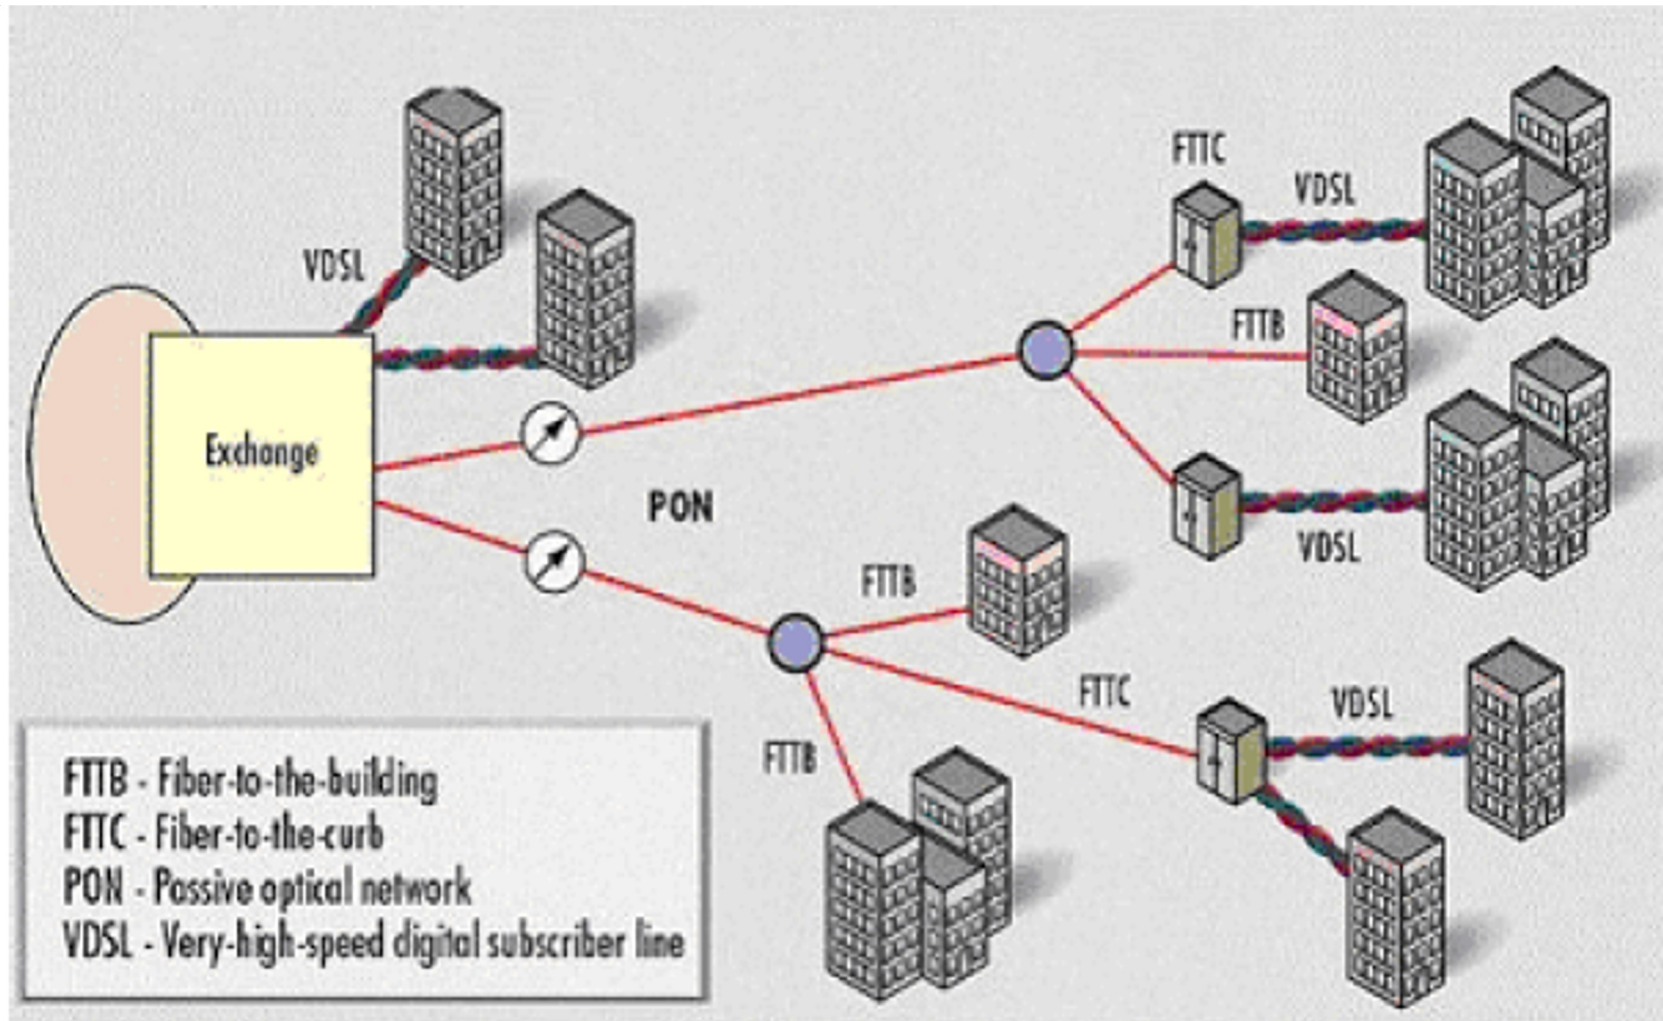 FTTC
VDSL
VDSL
FTTB
Exchange
PON
VDSL
FTTB
FTTC
VDSL
FTTB
FTTB - Fiber-to-the-building
FTTC - Fiber-to-the-curb
PON - Passive optical network
VDSL - Very-high-speed digital subscriber line